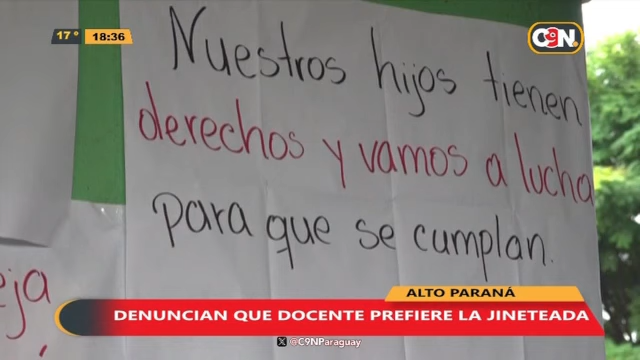 17° 18:36
C9N
Nuestros hijos tienen
derechos y vamos a lucha
para que se cumplan.
eja
ALTO PARANÁ
DENUNCIAN QUE DOCENTE PREFIERE LA JINETEADA
X@C9NParaguay